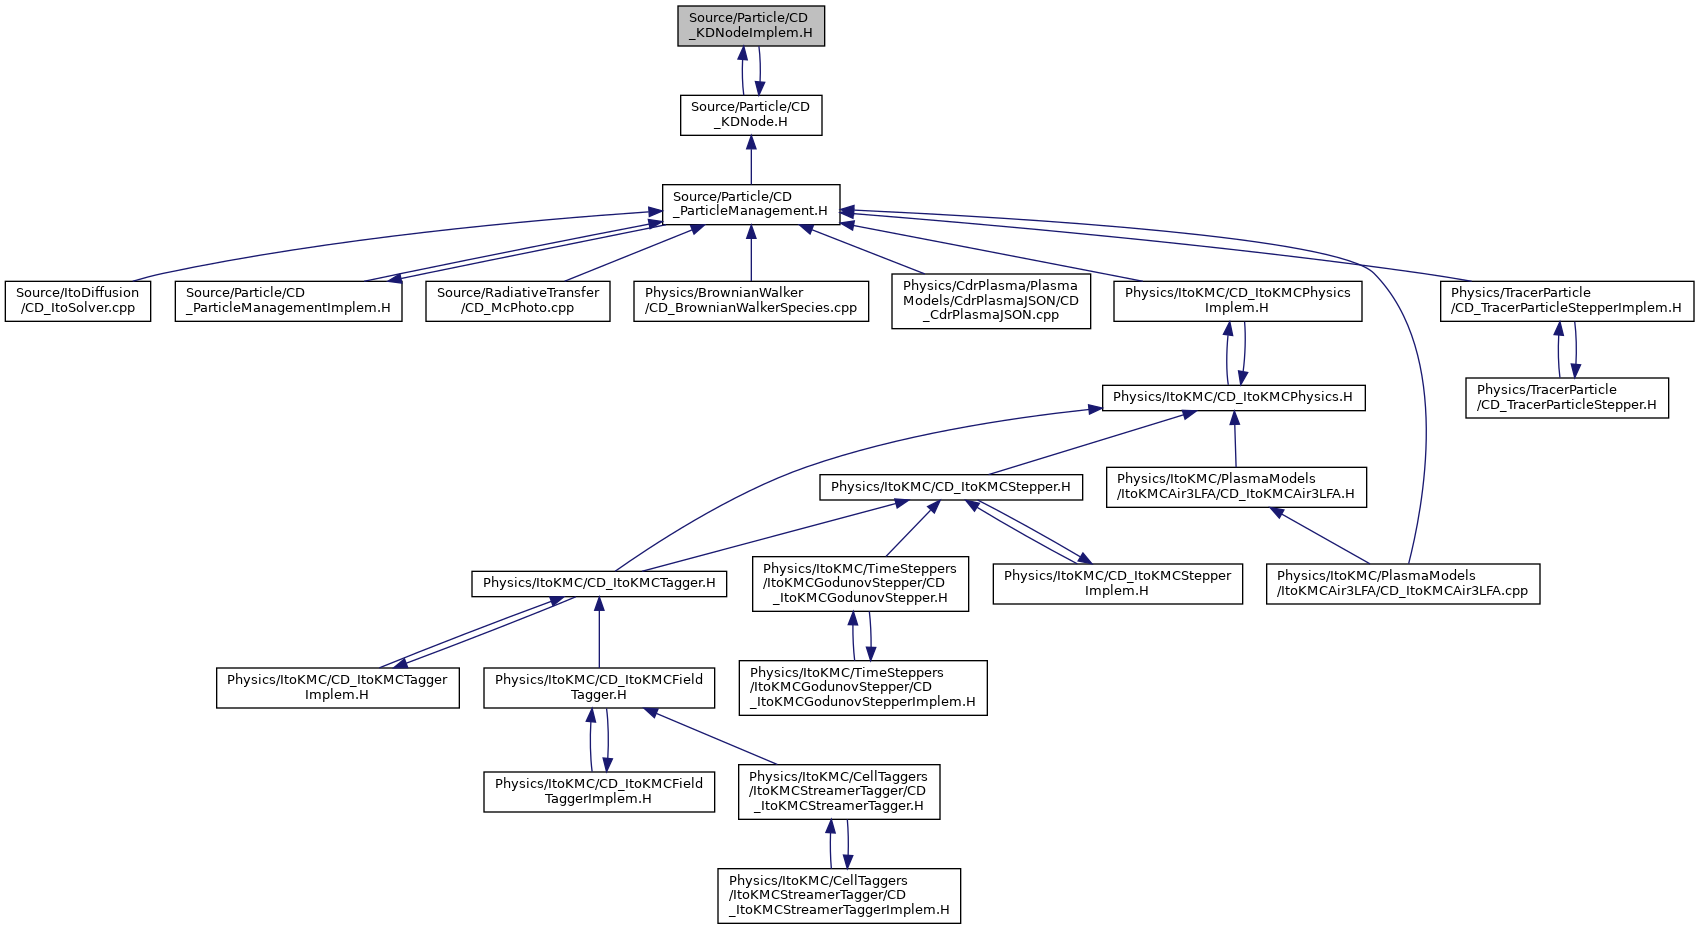 Source/Particle/CD
_KDNodeImplem.H
Source/Particle/CD
_KDNode.H
Source/Particle/CD
_ParticleManagement.H
Source/ItoDiffusion
/CD_ItoSolver.cpp
Source/Particle/CD
_ParticleManagementImplem.H
Source/RadiativeTransfer
/CD_McPhoto.cpp
Physics/BrownianWalker
/CD_BrownianWalkerSpecies.cpp
Physics/CdrPlasma/Plasma
Models/CdrPlasmaJSON/CD
_CdrPlasmaJSON.cpp
Physics/ItoKMC/CD_ItoKMCPhysics
Implem.H
Physics/TracerParticle
/CD_TracerParticleStepperImplem.H
Physics/ItoKMC/CD_ItoKMCPhysics.H
Physics/TracerParticle
/CD_TracerParticleStepper.H
Physics/ItoKMC/CD_ItoKMCStepper.H
Physics/ItoKMC/PlasmaModels
/ItoKMCAir3LFA/CD_ItoKMCAir3LFA.H
Physics/ItoKMC/CD_ItoKMCTagger.H
Physics/ItoKMC/TimeSteppers
/ItoKMCGodunovStepper/CD
_ItoKMCGodunovStepper.H
Physics/ItoKMC/CD_ItoKMCStepper
Implem.H
Physics/ItoKMC/PlasmaModels
/ItoKMCAir3LFA/CD_ItoKMCAir3LFA.cpp
Physics/ItoKMC/CD_ItoKMCTagger
Implem.H
Physics/ItoKMC/CD_ItoKMCField
Tagger.H
Physics/ItoKMC/TimeSteppers
/ItoKMCGodunovStepper/CD
_ItoKMCGodunovStepperImplem.H
Physics/ItoKMC/CD_ItoKMCField
TaggerImplem.H
Physics/ItoKMC/CellTaggers
/ItoKMCStreamerTagger/CD
_ItoKMCStreamerTagger.H
Physics/ItoKMC/CellTaggers
/ItoKMCStreamerTagger/CD
_ItoKMCStreamerTaggerImplem.H